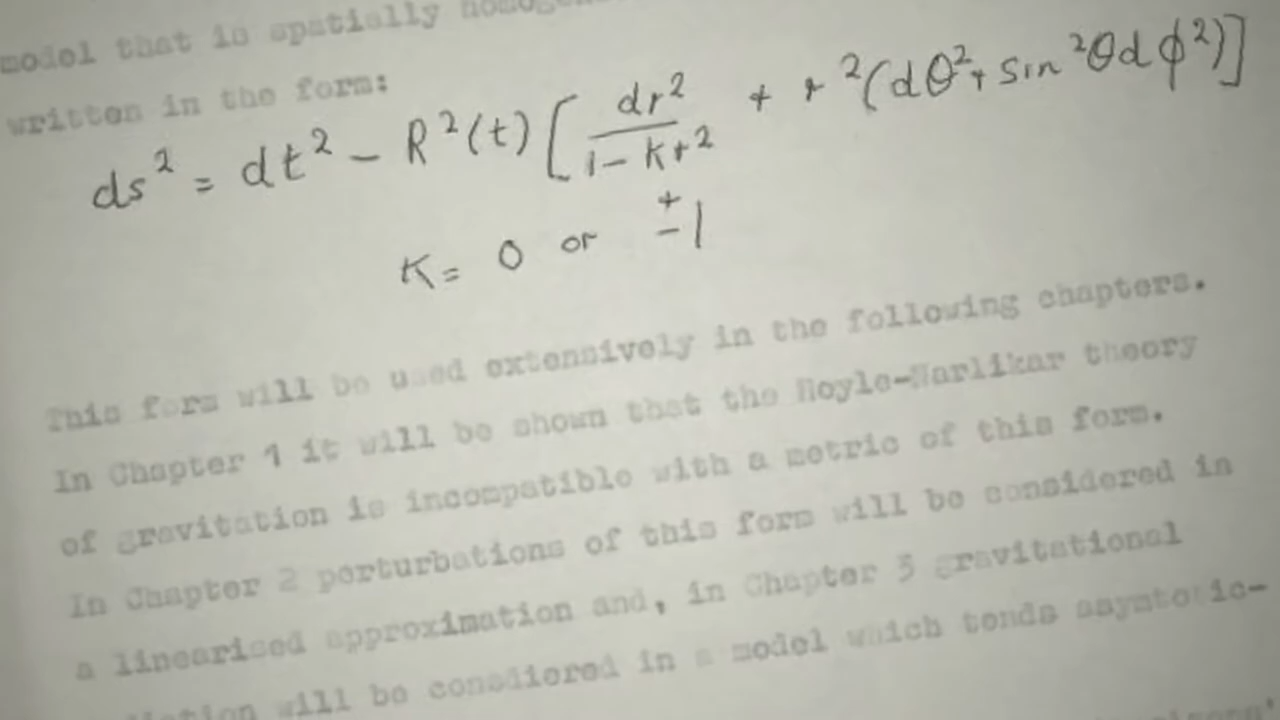 model that is spatially
written in the form:
ds² = dt² - R²(t) [ dr² / 1 - Kr² + r²(dθ² + sin²θdϕ²)]
K = 0 or ±1
This form will be used extensively in the following chapters.
In Chapter 1 it will be shown that the Hoyle-Narlikar theory
of gravitation is incompatible with a metric of this form.
In Chapter 2 perturbations of this form will be considered in
a linearised approximation and, in Chapter 3 gravitational
will be consdiered in a model which tends asymtotic-